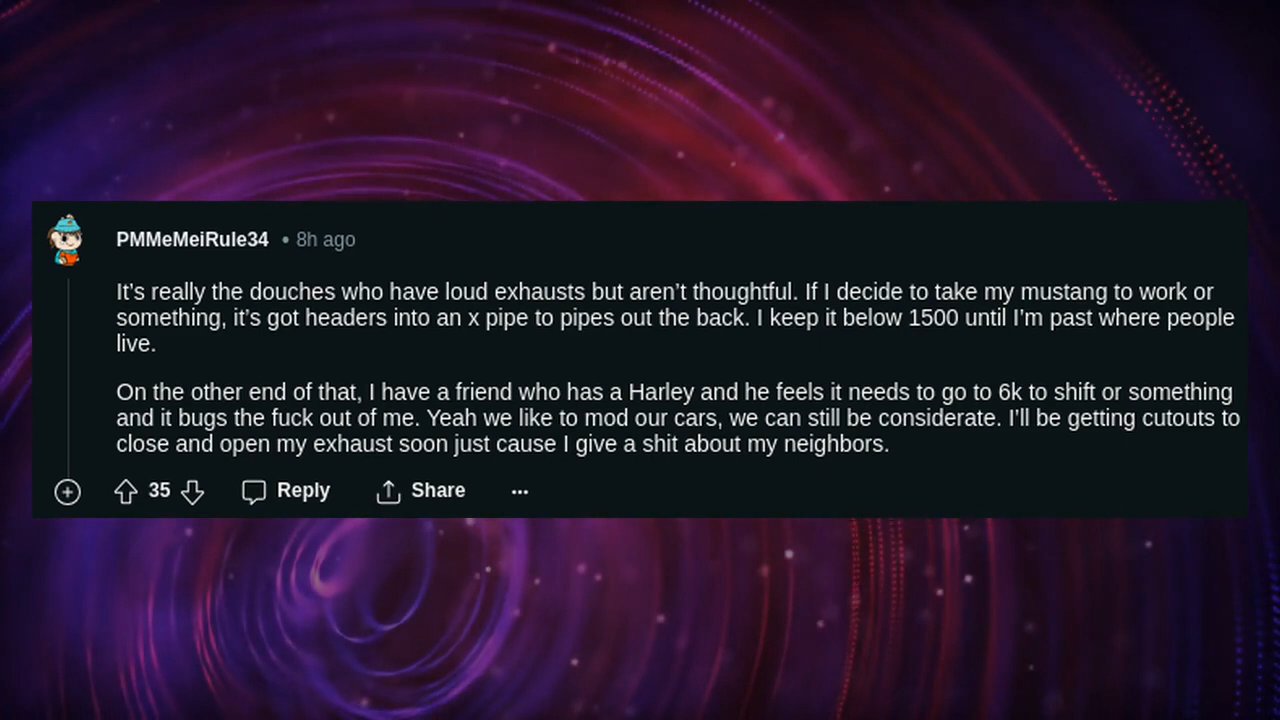 PMMeMeiRule34 • 8h ago
It’s really the douches who have loud exhausts but aren’t thoughtful. If I decide to take my mustang to work or
something, it’s got headers into an x pipe to pipes out the back. I keep it below 1500 until I’m past where people
live.
On the other end of that, I have a friend who has a Harley and he feels it needs to go to 6k to shift or something
and it bugs the fuck out of me. Yeah we like to mod our cars, we can still be considerate. I’ll be getting cutouts to
close and open my exhaust soon just cause I give a shit about my neighbors.
35 Reply Share ···